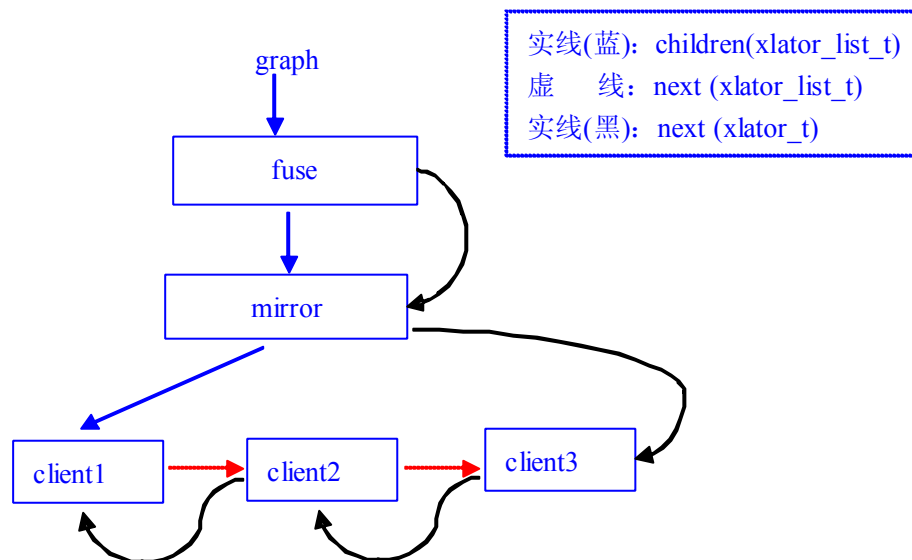 graph
fuse
mirror
client1
client2
client3
实线(蓝)：children(xlator_list_t)
虚 线：next (xlator_list_t)
实线(黑)：next (xlator_t)